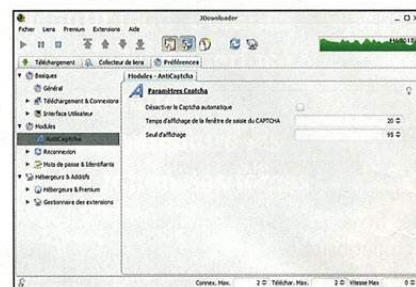 JDownloader
Fichier Liens Premium Extensions Aide
Téléchargement
Collecteur de liens
Préférences
Basiques
Général
Téléchargement & Connexions
Interface Utilisateur
Modules
AntiCaptcha
Reconnexion
Mots de passe & Identifiants
Hébergeurs & Additifs
Hébergeurs & Premium
Gestionnaire des extensions
Modules - AntiCaptcha
Paramètres Captcha
Désactiver le Captcha automatique
Temps d'affichage de la fenêtre de saisie du CAPTCHA 20
Seuil d'affichage 95
Connex. Max. 2 Téléchar. Max. 2 Vitesse Max 0